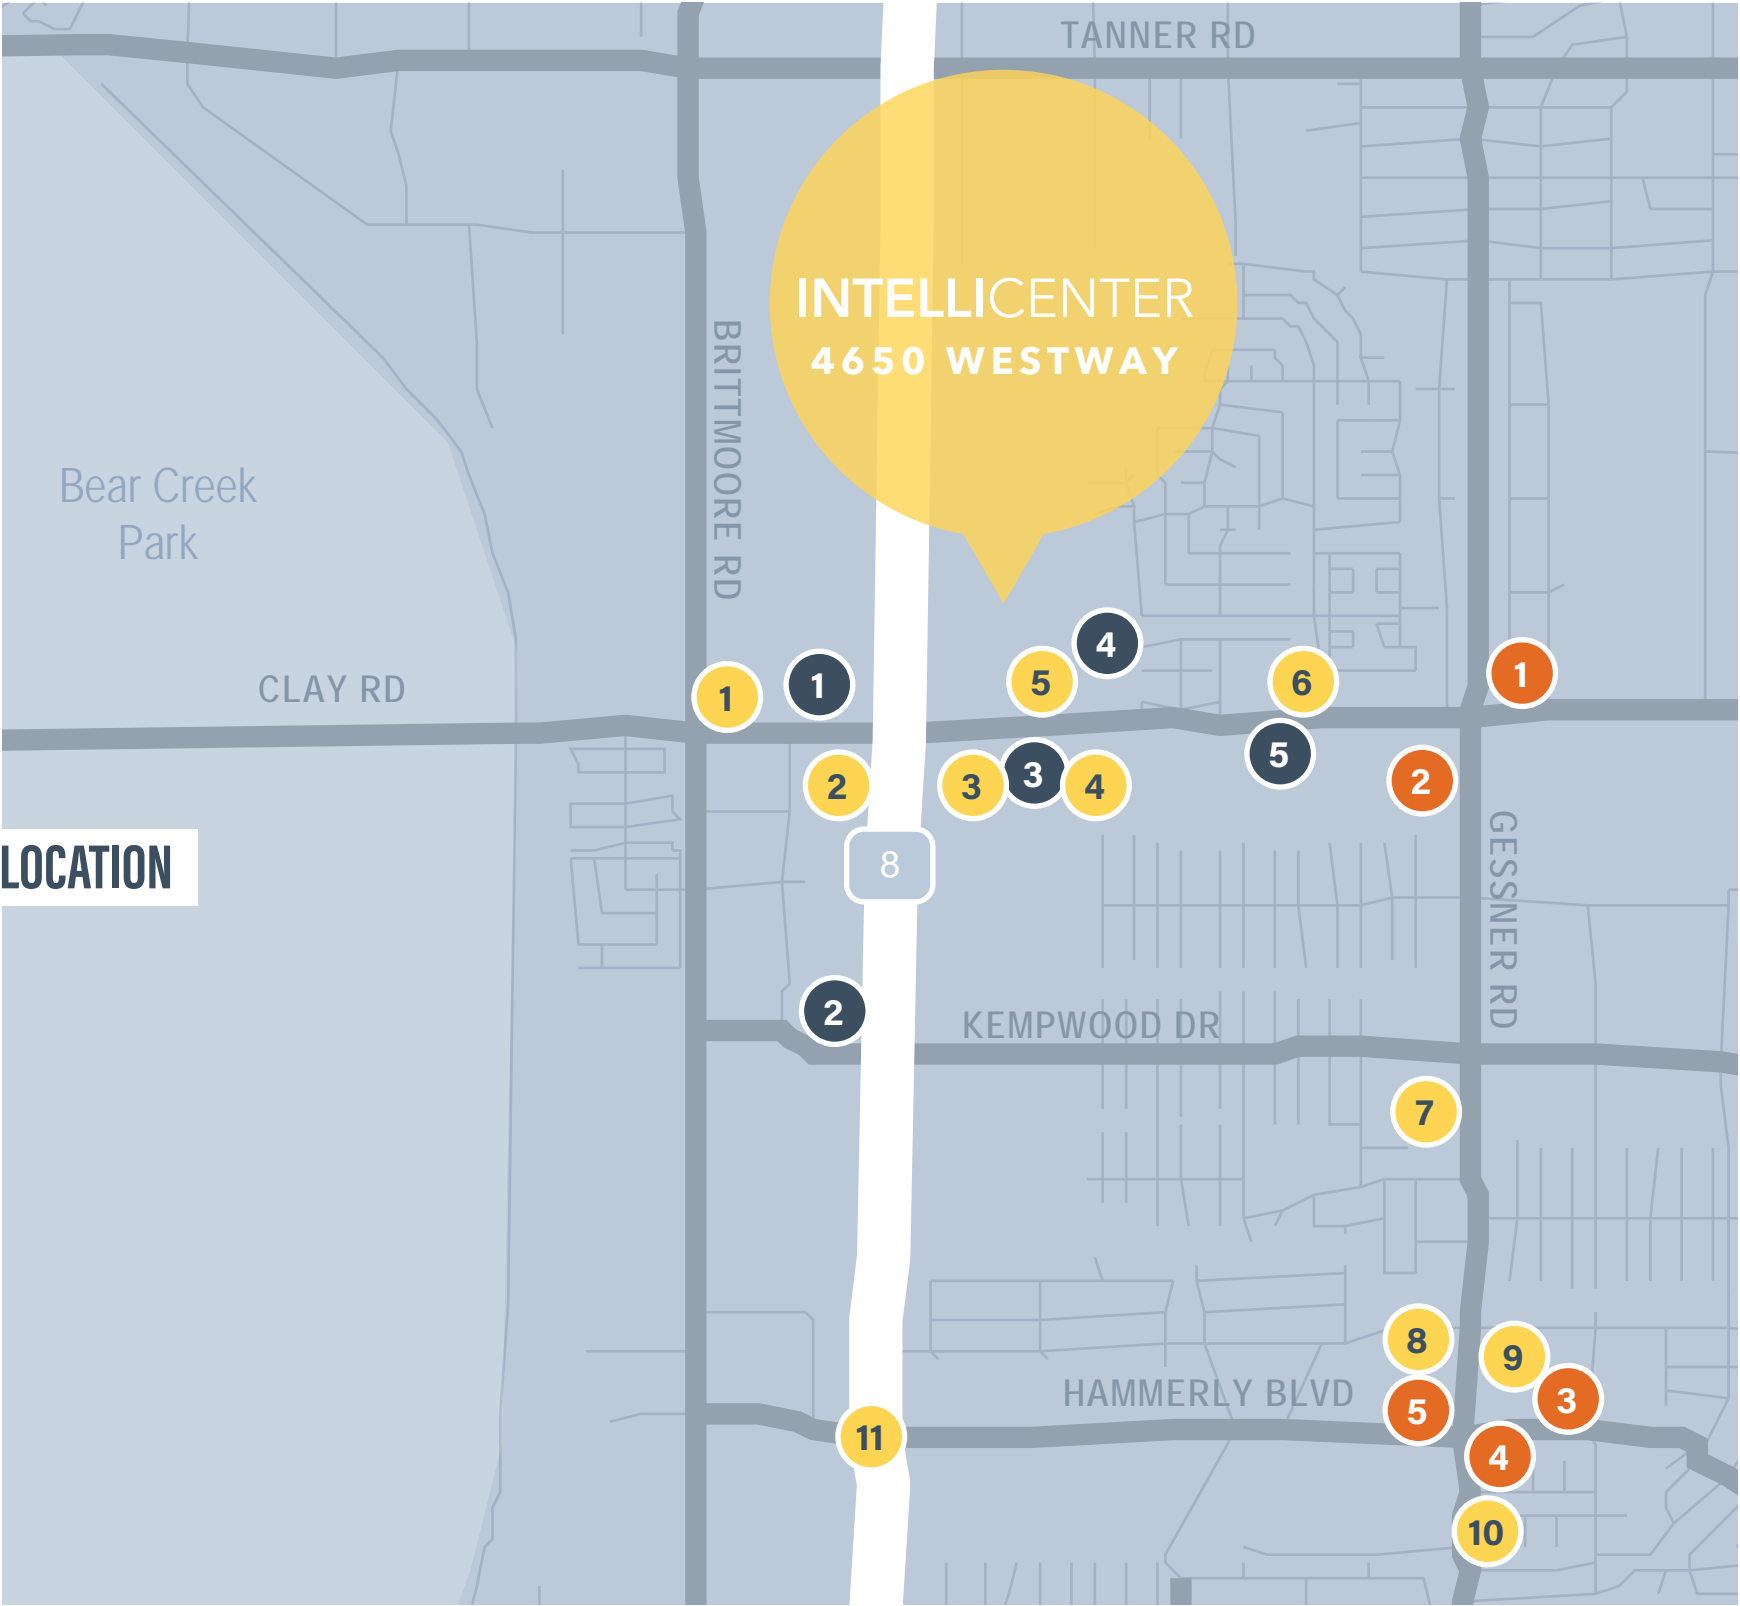 TANNER RD
INTELLICENTER
4650 WESTWAY
BRITTMOORE RD
Bear Creek
Park
4
1
5
6
1
1
CLAY RD
5
2
3
3
4
2
GESSNER RD
LOCATION
8
2
KEMPWOOD DR
7
8
9
HAMMERLY BLVD
5
3
11
4
10